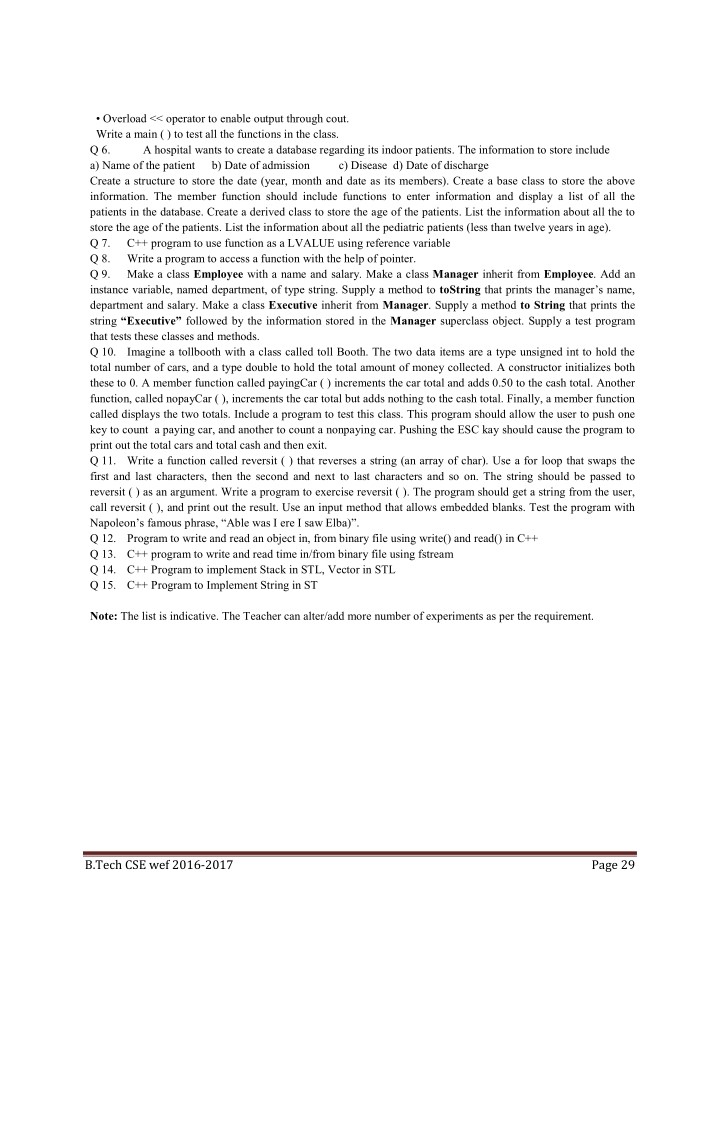 • Overload << operator to enable output through cout.
Write a main ( ) to test all the functions in the class.
Q 6. A hospital wants to create a database regarding its indoor patients. The information to store include
a) Name of the patient b) Date of admission c) Disease d) Date of discharge
Create a structure to store the date (year, month and date as its members). Create a base class to store the above
information. The member function should include functions to enter information and display a list of all the
patients in the database. Create a derived class to store the age of the patients. List the information about all the to
store the age of the patients. List the information about all the pediatric patients (less than twelve years in age).
Q 7. C++ program to use function as a LVALUE using reference variable
Q 8. Write a program to access a function with the help of pointer.
Q 9. Make a class Employee with a name and salary. Make a class Manager inherit from Employee. Add an
instance variable, named department, of type string. Supply a method to toString that prints the manager's name,
department and salary. Make a class Executive inherit from Manager. Supply a method to String that prints the
string “Executive” followed by the information stored in the Manager superclass object. Supply a test program
that tests these classes and methods.
Q 10. Imagine a tollbooth with a class called toll Booth. The two data items are a type unsigned int to hold the
total number of cars, and a type double to hold the total amount of money collected. A constructor initializes both
these to 0. A member function called payingCar ( ) increments the car total and adds 0.50 to the cash total. Another
function, called nopayCar ( ), increments the car total but adds nothing to the cash total. Finally, a member function
called displays the two totals. Include a program to test this class. This program should allow the user to push one
key to count a paying car, and another to count a nonpaying car. Pushing the ESC kay should cause the program to
print out the total cars and total cash and then exit.
Q 11. Write a function called reversit ( ) that reverses a string (an array of char). Use a for loop that swaps the
first and last characters, then the second and next to last characters and so on. The string should be passed to
reversit ( ) as an argument. Write a program to exercise reversit ( ). The program should get a string from the user,
call reversit ( ), and print out the result. Use an input method that allows embedded blanks. Test the program with
Napoleon's famous phrase, “Able was I ere I saw Elba)”.
Q 12. Program to write and read an object in, from binary file using write() and read() in C++
Q 13. C++ program to write and read time in/from binary file using fstream
Q 14. C++ Program to implement Stack in STL, Vector in STL
Q 15. C++ Program to Implement String in ST
Note: The list is indicative. The Teacher can alter/add more number of experiments as per the requirement.
B.Tech CSE wef 2016-2017 Page 29